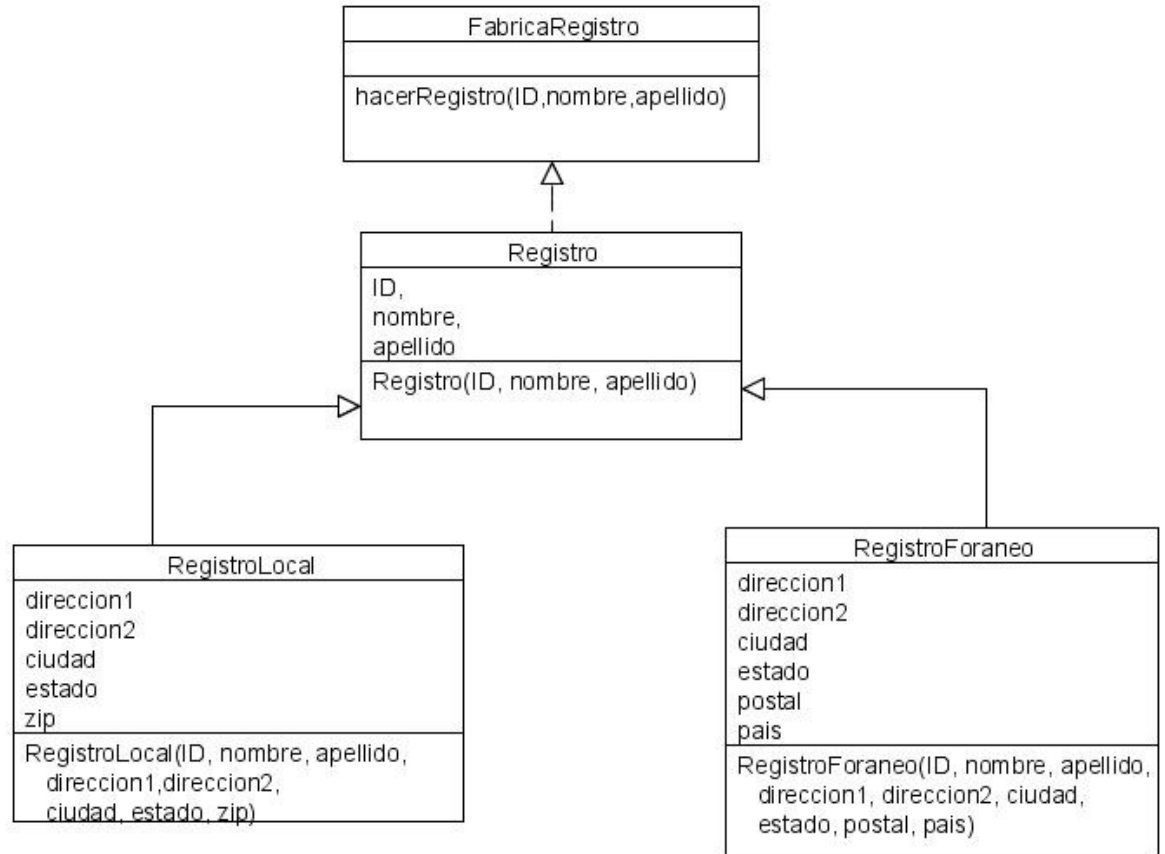 FabricaRegistro
hacerRegistro(ID,nombre,apellido)
Registro
ID,
nombre,
apellido
Registro(ID, nombre, apellido)
RegistroLocal
direccion1
direccion2
ciudad
estado
zip
RegistroLocal(ID, nombre, apellido,
direccion1,direccion2,
ciudad, estado, zip)
RegistroForaneo
direccion1
direccion2
ciudad
estado
postal
pais
RegistroForaneo(ID, nombre, apellido,
direccion1, direccion2, ciudad,
estado, postal, pais)